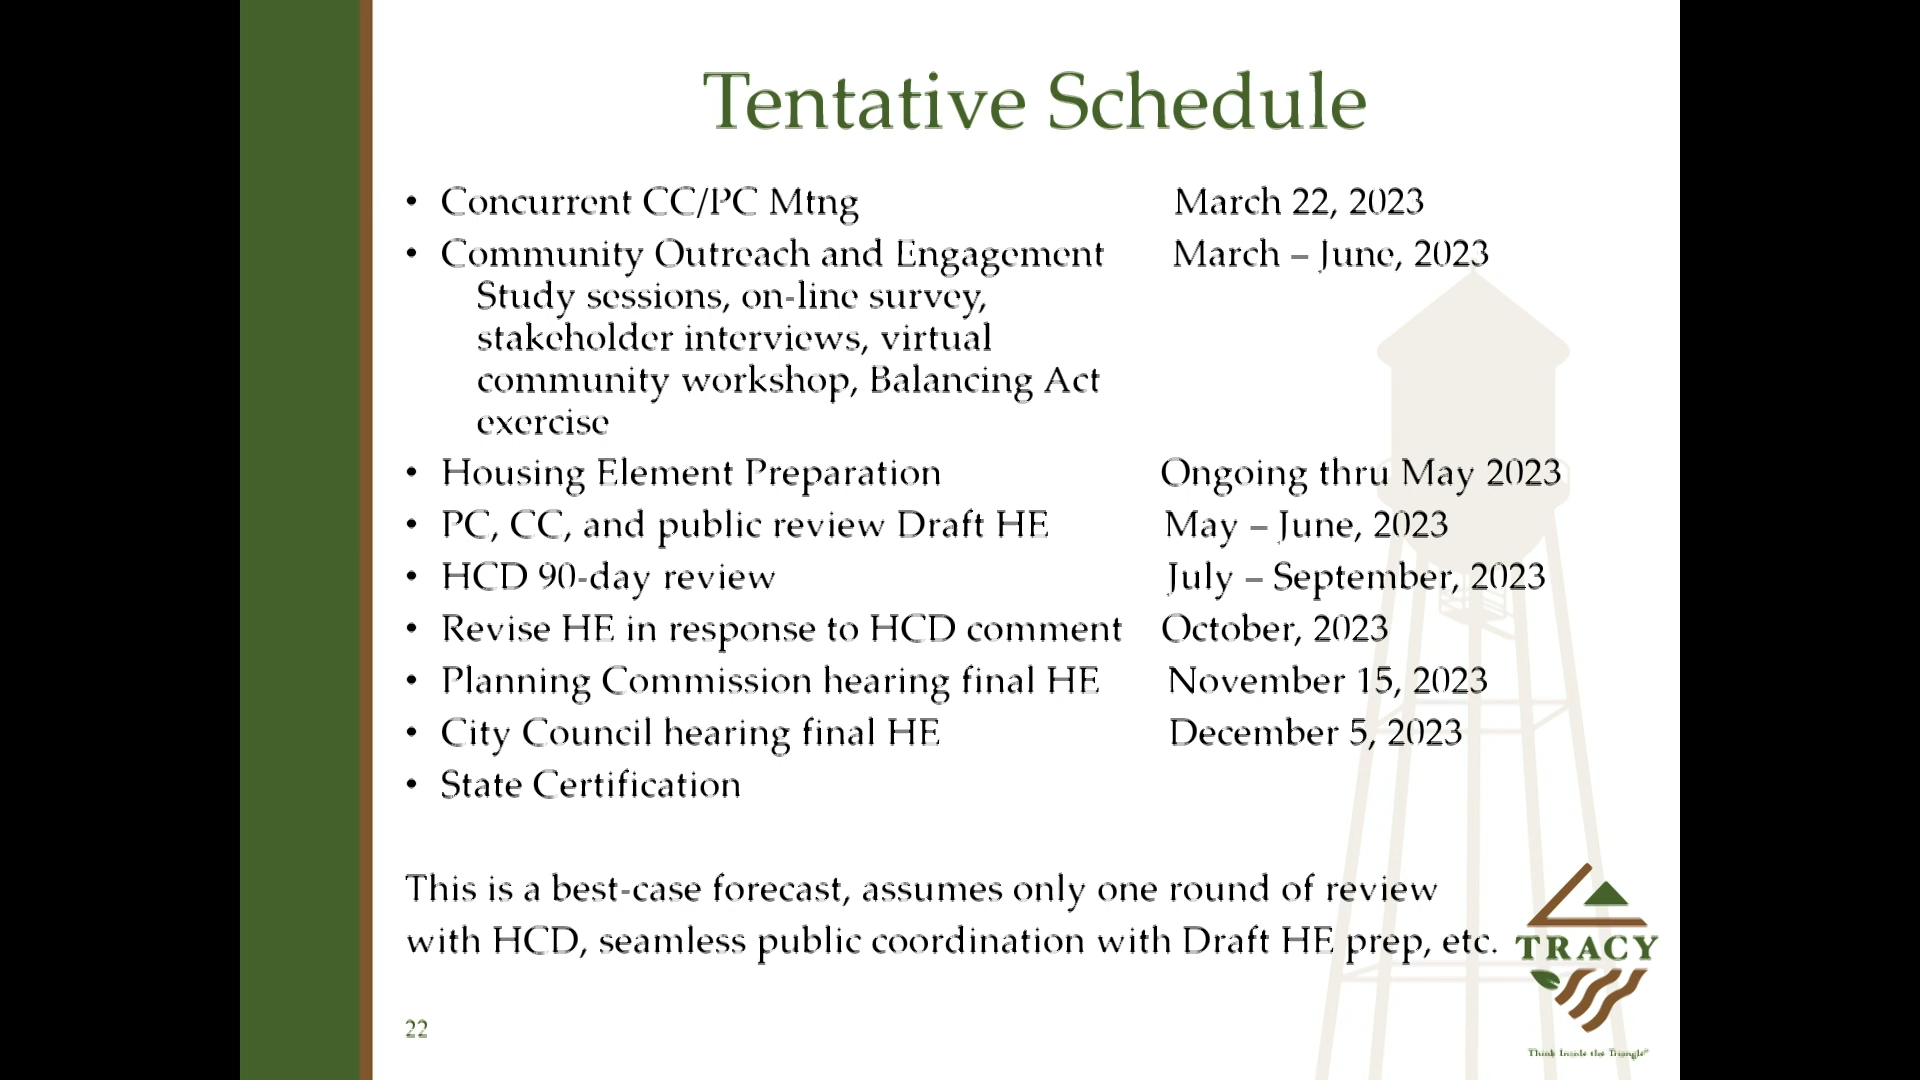 Tentative Schedule
• Concurrent CC/PC Mtng March 22, 2023
• Community Outreach and Engagement March – June, 2023
Study sessions, on-line survey,
stakeholder interviews, virtual
community workshop, Balancing Act
exercise
• Housing Element Preparation Ongoing thru May 2023
• PC, CC, and public review Draft HE May – June, 2023
• HCD 90-day review July – September, 2023
• Revise HE in response to HCD comment October, 2023
• Planning Commission hearing final HE November 15, 2023
• City Council hearing final HE December 5, 2023
• State Certification
This is a best-case forecast, assumes only one round of review
with HCD, seamless public coordination with Draft HE prep, etc.
TRACY
Think Inside the Triangle®
22